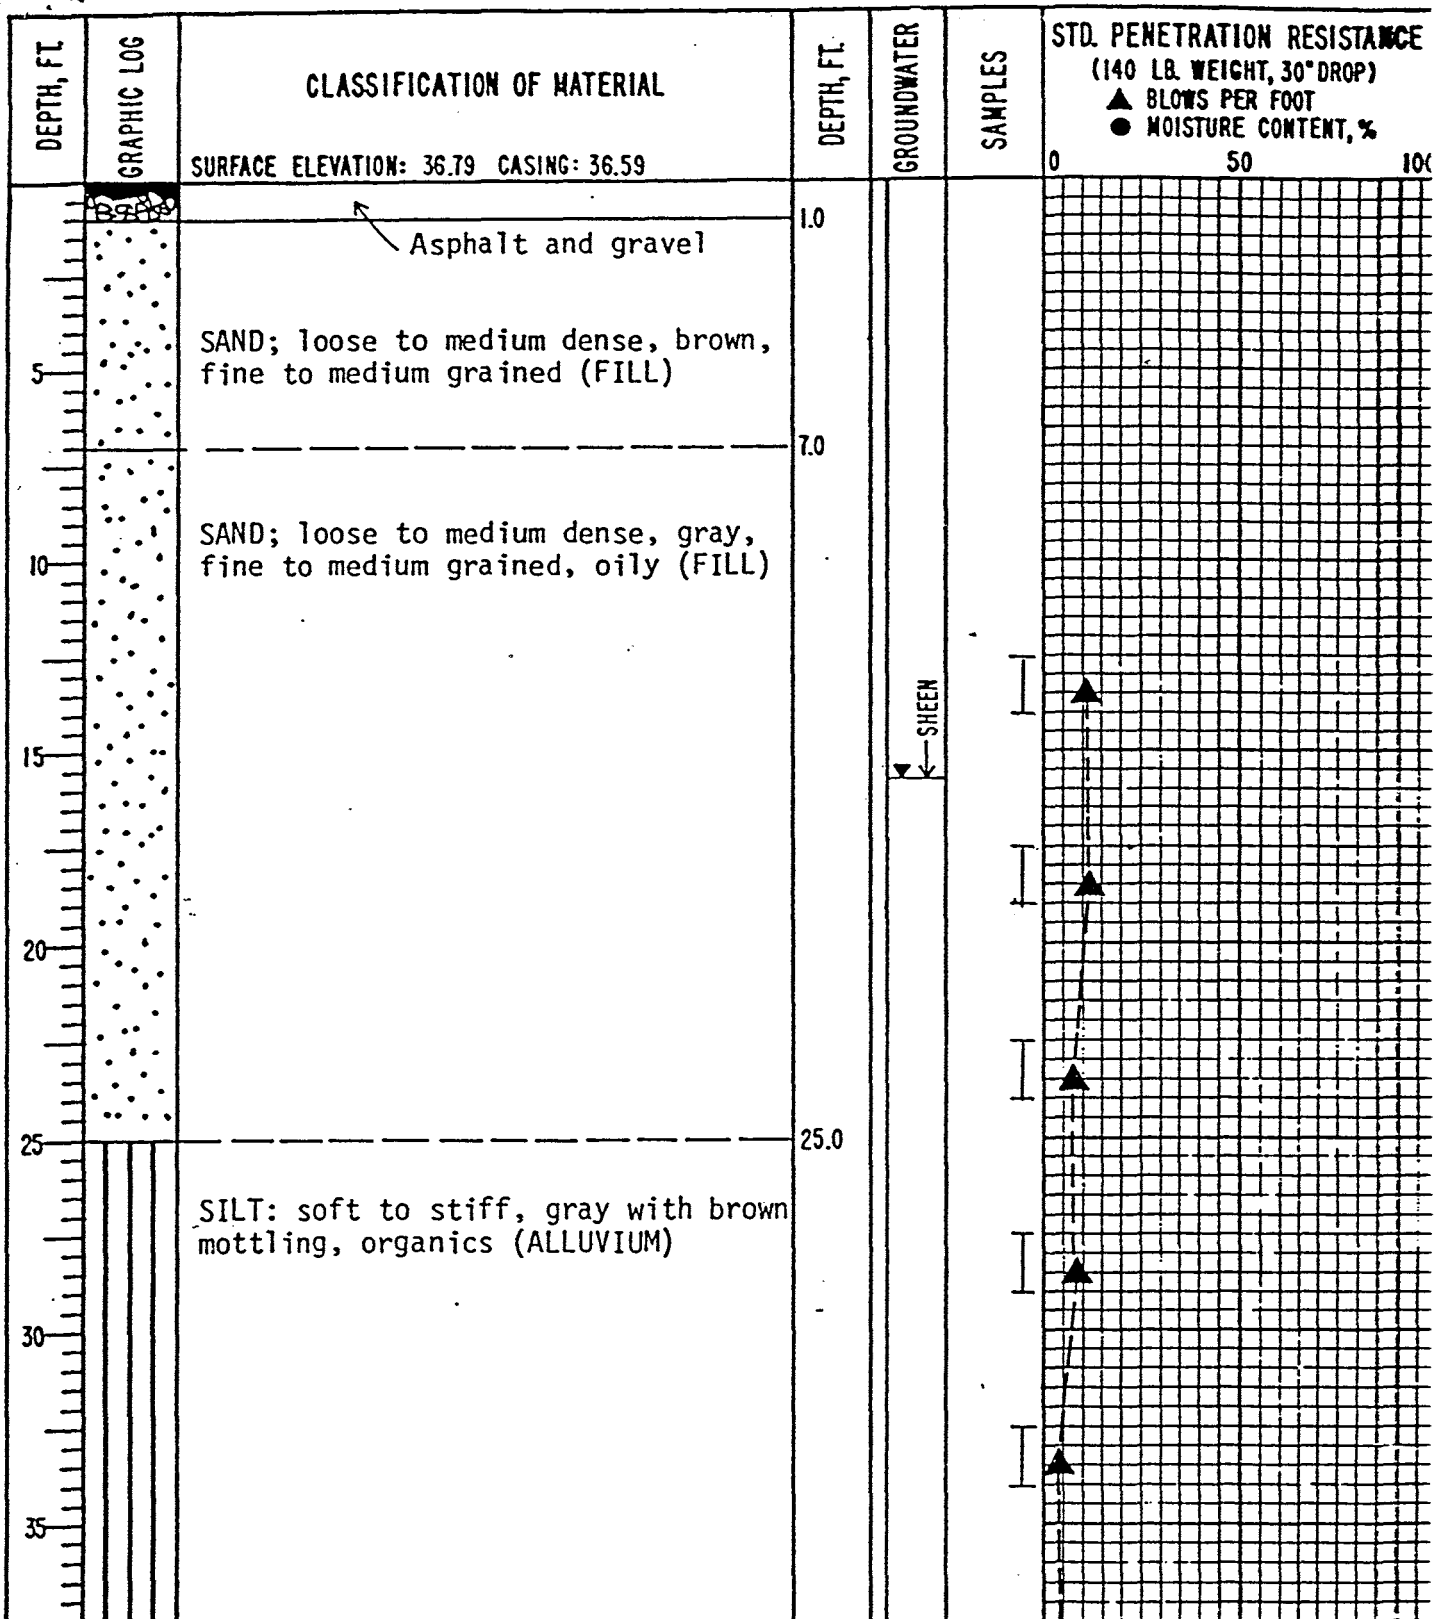 DEPTH, FT.
GRAPHIC LOG
CLASSIFICATION OF MATERIAL
SURFACE ELEVATION: 36.79 CASING: 36.59
DEPTH, FT.
GROUNDWATER
SAMPLES
STD. PENETRATION RESISTANCE
(140 LB. WEIGHT, 30" DROP)
▲ BLOWS PER FOOT
● MOISTURE CONTENT, %
0 50 100
1.0
Asphalt and gravel
SAND; loose to medium dense, brown,
fine to medium grained (FILL)
5
7.0
SAND; loose to medium dense, gray,
fine to medium grained, oily (FILL)
10
SHEEN
15
20
25
25.0
SILT: soft to stiff, gray with brown
mottling, organics (ALLUVIUM)
30
35